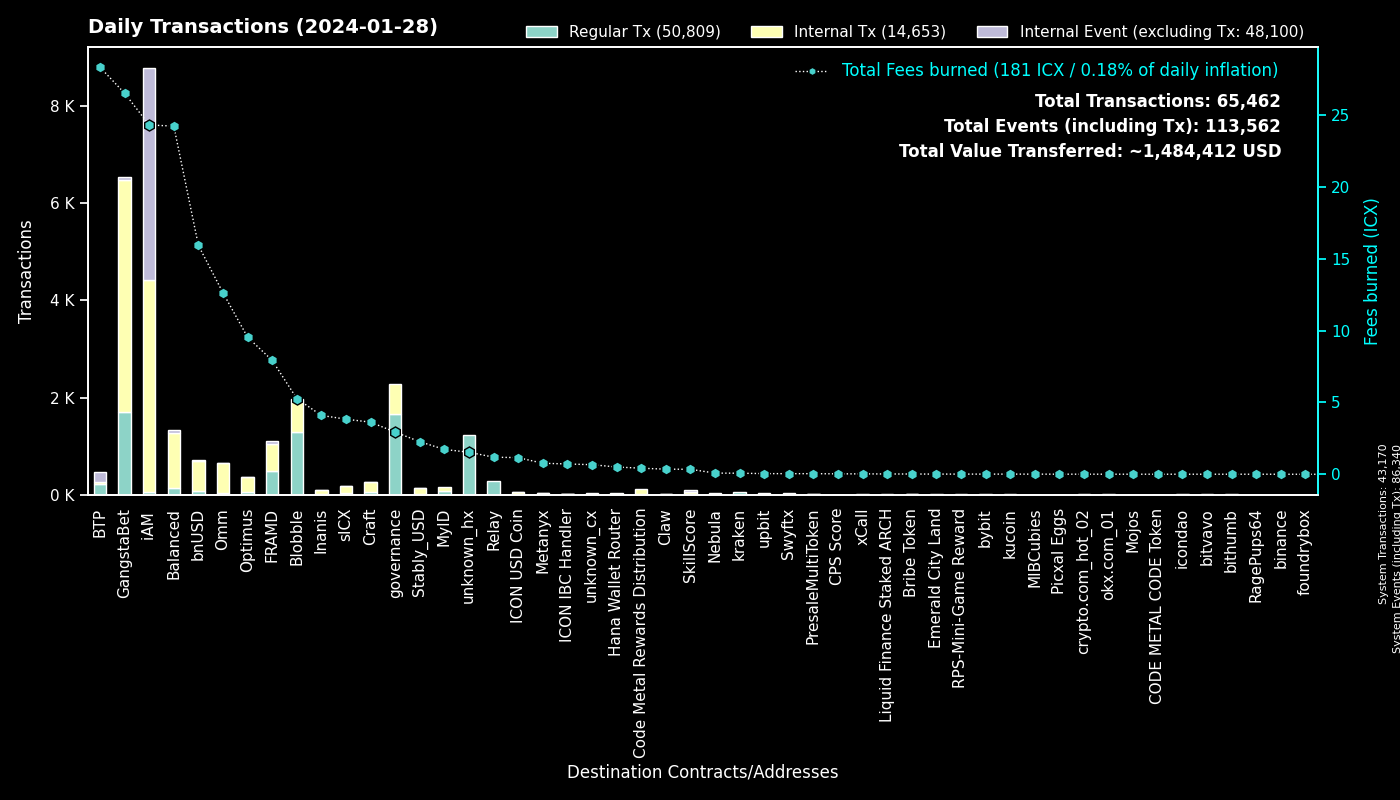 Daily Transactions (2024-01-28)
Regular Tx (50,809)
Internal Tx (14,653)
Internal Event (excluding Tx: 48,100)
Total Fees burned (181 ICX / 0.18% of daily inflation)
Total Transactions: 65,462
Total Events (including Tx): 113,562
Total Value Transferred: ~1,484,412 USD
Transactions
8 K
6 K
4 K
2 K
0 K
25
20
15
10
5
0
Fees burned (ICX)
BTP
GangstaBet
iAM
Balanced
bnUSD
Omm
Optimus
FRAMD
Blobble
Inanis
sICX
Craft
governance
Stably_USD
MyID
unknown_hx
Relay
ICON USD Coin
Metanyx
ICON IBC Handler
unknown_cx
Hana Wallet Router
Code Metal Rewards Distribution
Claw
SkillScore
Nebula
kraken
upbit
Swyftx
PresaleMultiToken
CPS Score
xCall
Liquid Finance Staked ARCH
Bribe Token
Emerald City Land
RPS-Mini-Game Reward
bybit
kucoin
MIBCubies
Picxal Eggs
crypto.com_hot_02
okx.com_01
Mojos
CODE METAL CODE Token
icondao
bitvavo
bithumb
RagePups64
binance
foundrybox
Destination Contracts/Addresses
System Transactions: 43,170
System Events (including Tx): 86,340